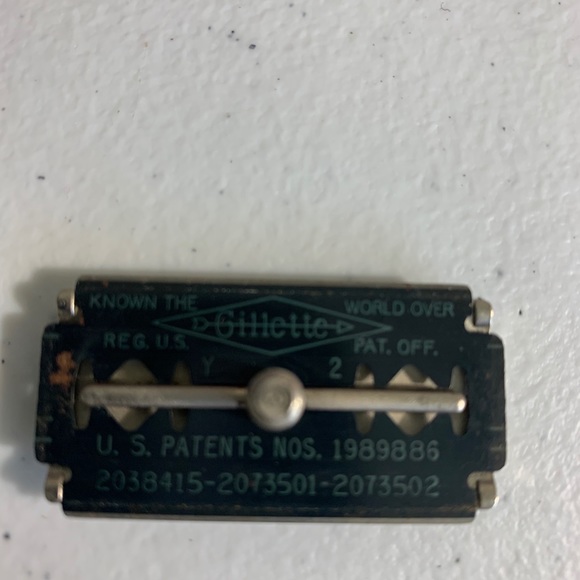 KNOWN THE WORLD OVER
Gillette
REG. U.S. PAT. OFF.
Y 2
U. S. PATENTS NOS. 1989886
2038415-2073501-2073502